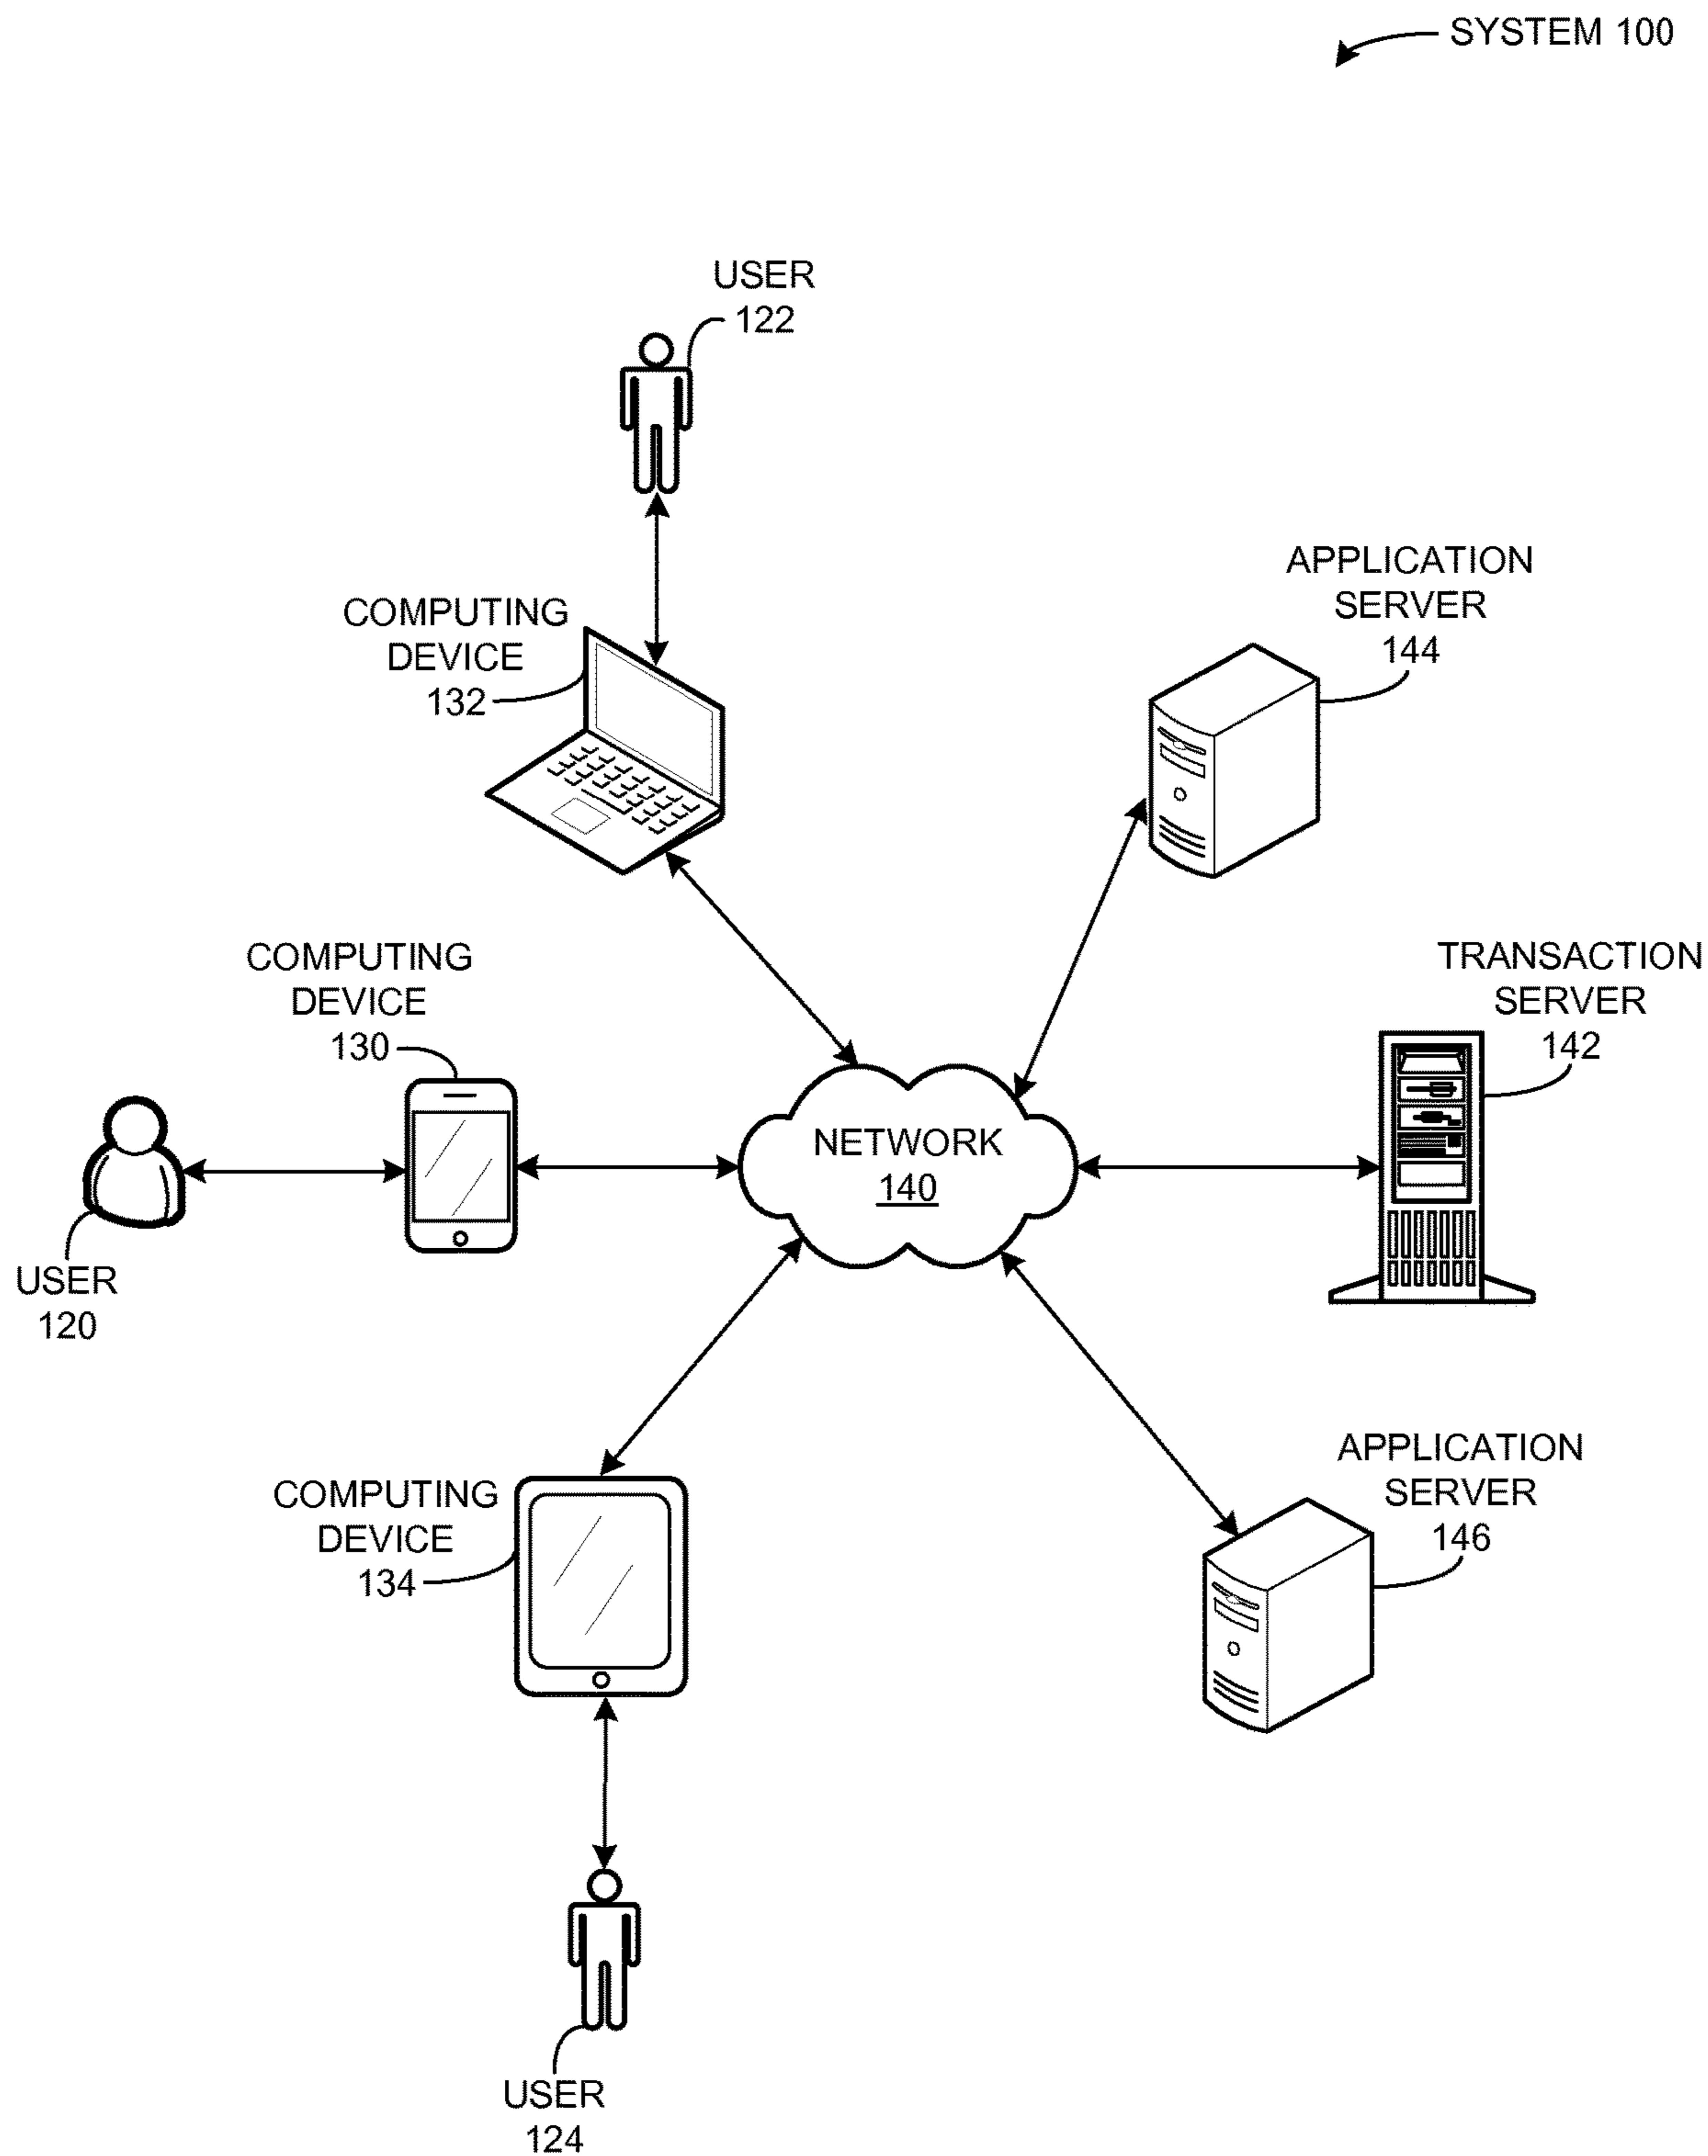 SYSTEM 100
USER
122
APPLICATION
SERVER
144
COMPUTING
DEVICE
132
COMPUTING
DEVICE
130
TRANSACTION
SERVER
142
NETWORK
140
USER
120
APPLICATION
SERVER
146
COMPUTING
DEVICE
134
USER
124